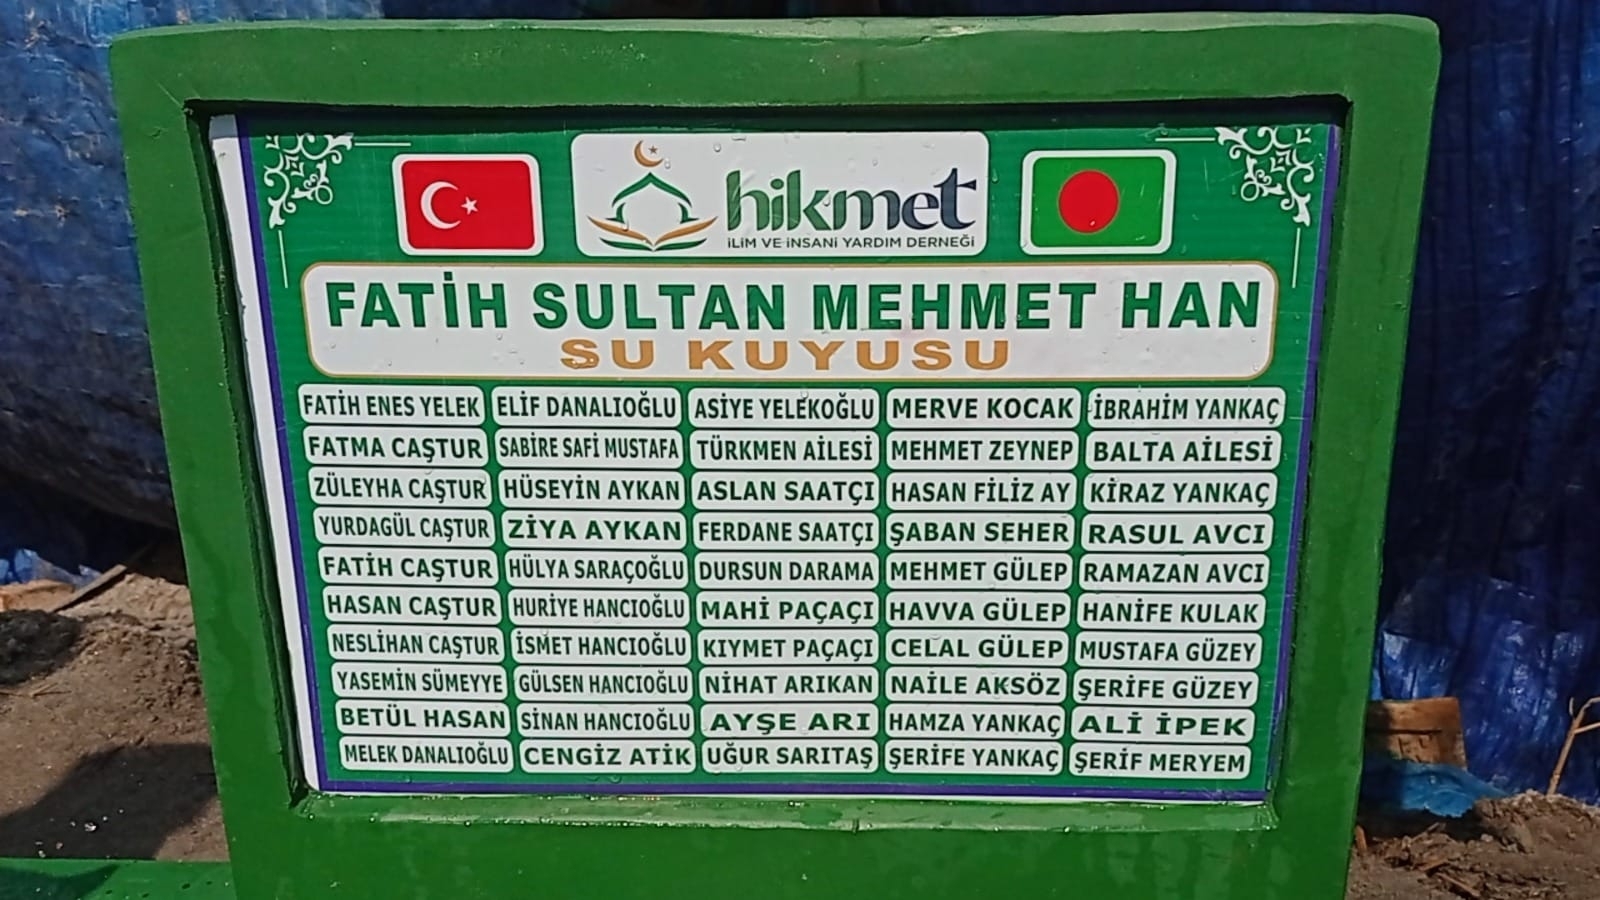 hikmet
İLİM VE İNSANİ YARDIM DERNEĞİ
FATİH SULTAN MEHMET HAN
SU KUYUSU
FATİH ENES YELEK ELİF DANALIOĞLU ASİYE YELEKOĞLU MERVE KOCAK İBRAHİM YANKAÇ
FATMA CAŞTUR SABİRE SAFİ MUSTAFA TÜRKMEN AİLESİ MEHMET ZEYNEP BALTA AİLESİ
ZÜLEYHA CAŞTUR HÜSEYİN AYKAN ASLAN SAATÇI HASAN FİLİZ AY KİRAZ YANKAÇ
YURDAGÜL CAŞTUR ZİYA AYKAN FERDANE SAATÇI ŞABAN SEHER RASUL AVCI
FATİH CAŞTUR HÜLYA SARAÇOĞLU DURSUN DARAMA MEHMET GÜLEP RAMAZAN AVCI
HASAN CAŞTUR HURİYE HANCIOĞLU MAHİ PAÇAÇI HAVVA GÜLEP HANİFE KULAK
NESLİHAN CAŞTUR İSMET HANCIOĞLU KIYMET PAÇAÇI CELAL GÜLEP MUSTAFA GÜZEY
YASEMİN SÜMEYYE GÜLSEN HANCIOĞLU NİHAT ARIKAN NAİLE AKSÖZ ŞERİFE GÜZEY
BETÜL HASAN SİNAN HANCIOĞLU AYŞE ARI HAMZA YANKAÇ ALİ İPEK
MELEK DANALIOĞLU CENGİZ ATİK UĞUR SARITAŞ ŞERİFE YANKAÇ ŞERİF MERYEM